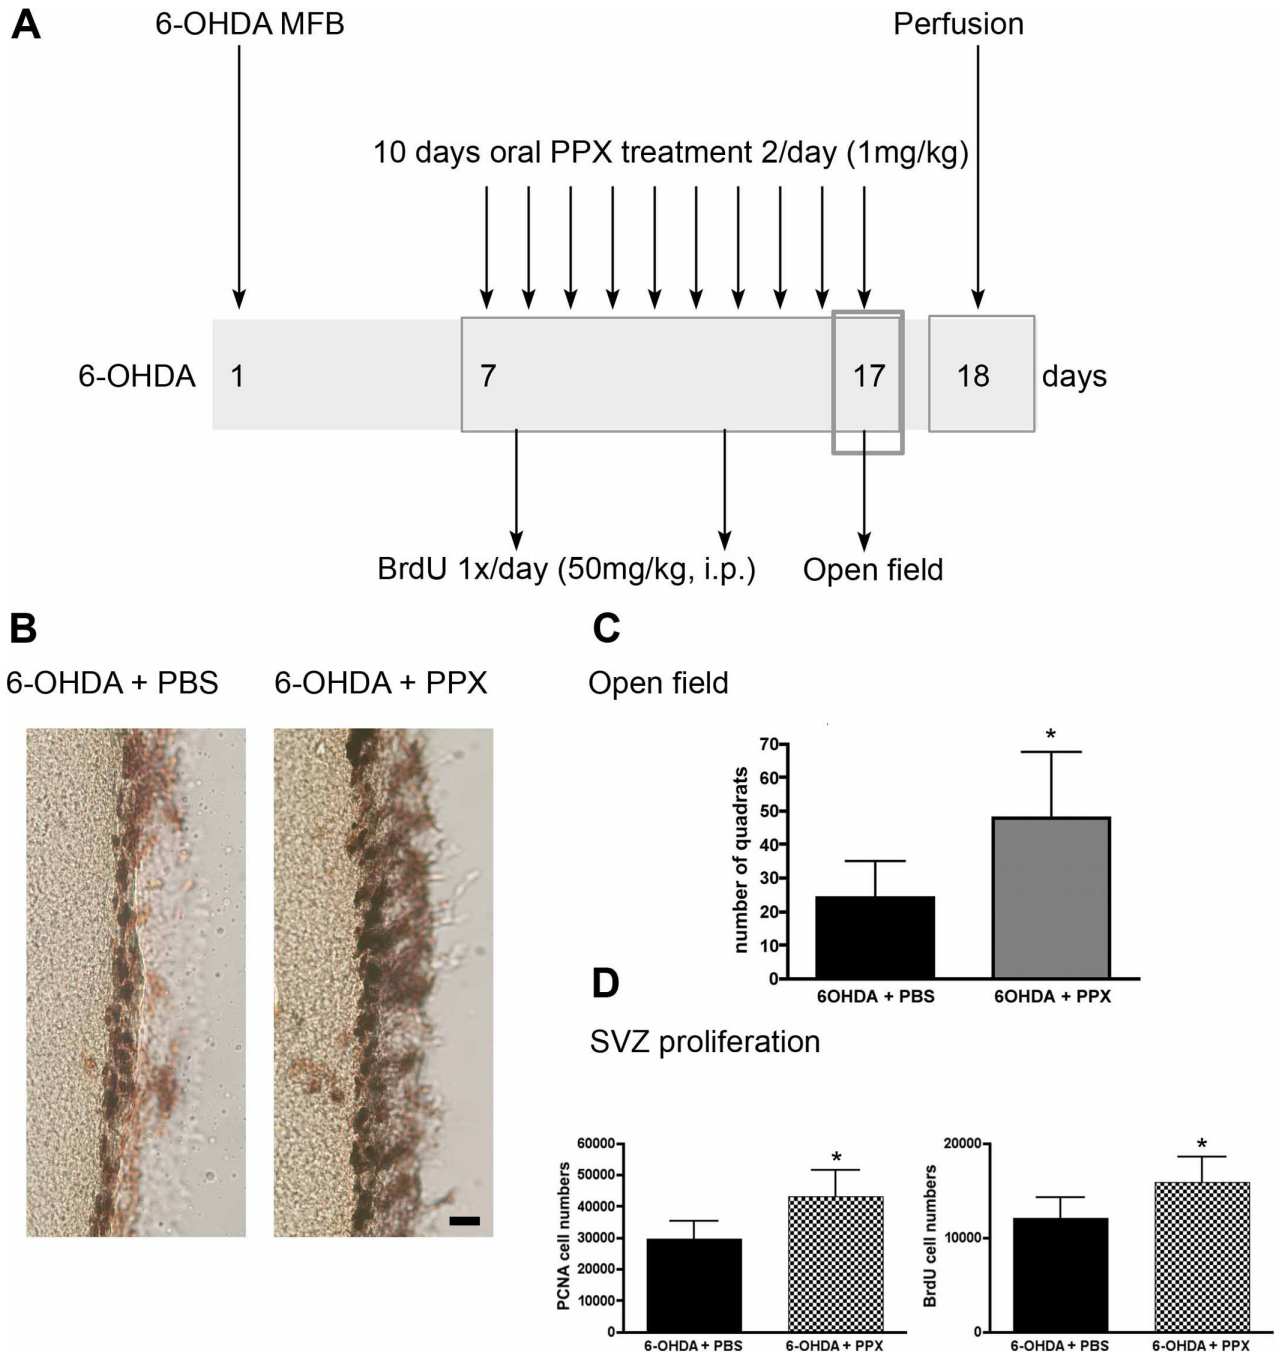 A
6-OHDA MFB
Perfusion
10 days oral PPX treatment 2/day (1mg/kg)
6-OHDA
1
7
17
18
days
BrdU 1x/day (50mg/kg, i.p.)
Open field
B
C
6-OHDA + PBS
6-OHDA + PPX
Open field
number of quadrats
70
60
50
40
30
20
10
0
*
6OHDA + PBS
6OHDA + PPX
D
SVZ proliferation
PCNA cell numbers
60000
50000
40000
30000
20000
10000
0
*
6-OHDA + PBS
6-OHDA + PPX
BrdU cell numbers
20000
10000
0
*
6-OHDA + PBS
6-OHDA + PPX